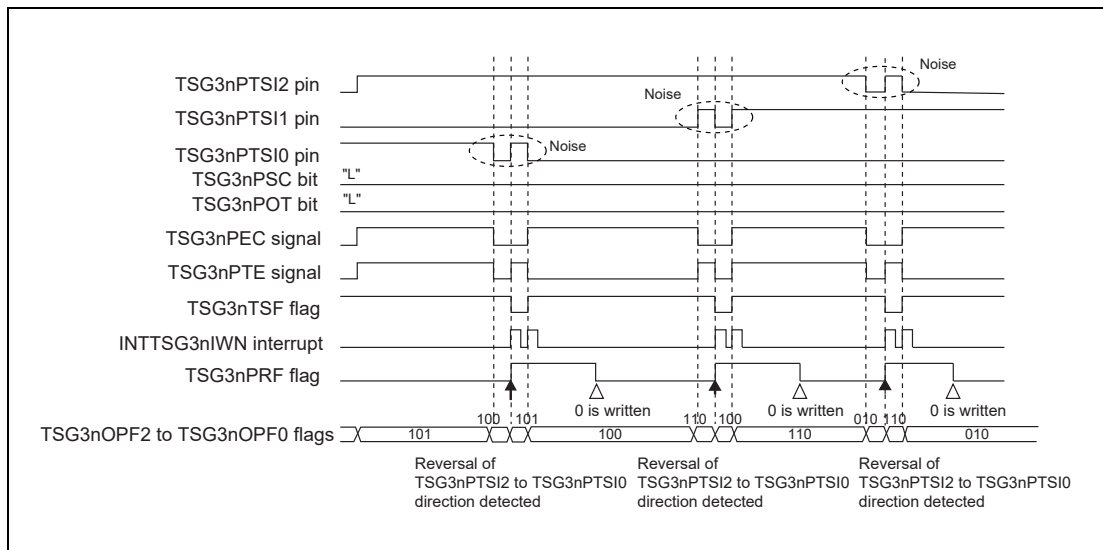 TSG3nPTSI2 pin
Noise
TSG3nPTSI1 pin
Noise
TSG3nPTSI0 pin
Noise
TSG3nPSC bit
"L"
TSG3nPOT bit
"L"
TSG3nPEC signal
TSG3nPTE signal
TSG3nTSF flag
INTTSG3nIWN interrupt
TSG3nPRF flag
0 is written
0 is written
0 is written
TSG3nOPF2 to TSG3nOPF0 flags
101
100
101
100
110
100
110
010
110
010
Reversal of
TSG3nPTSI2 to TSG3nPTSI0
direction detected
Reversal of
TSG3nPTSI2 to TSG3nPTSI0
direction detected
Reversal of
TSG3nPTSI2 to TSG3nPTSI0
direction detected